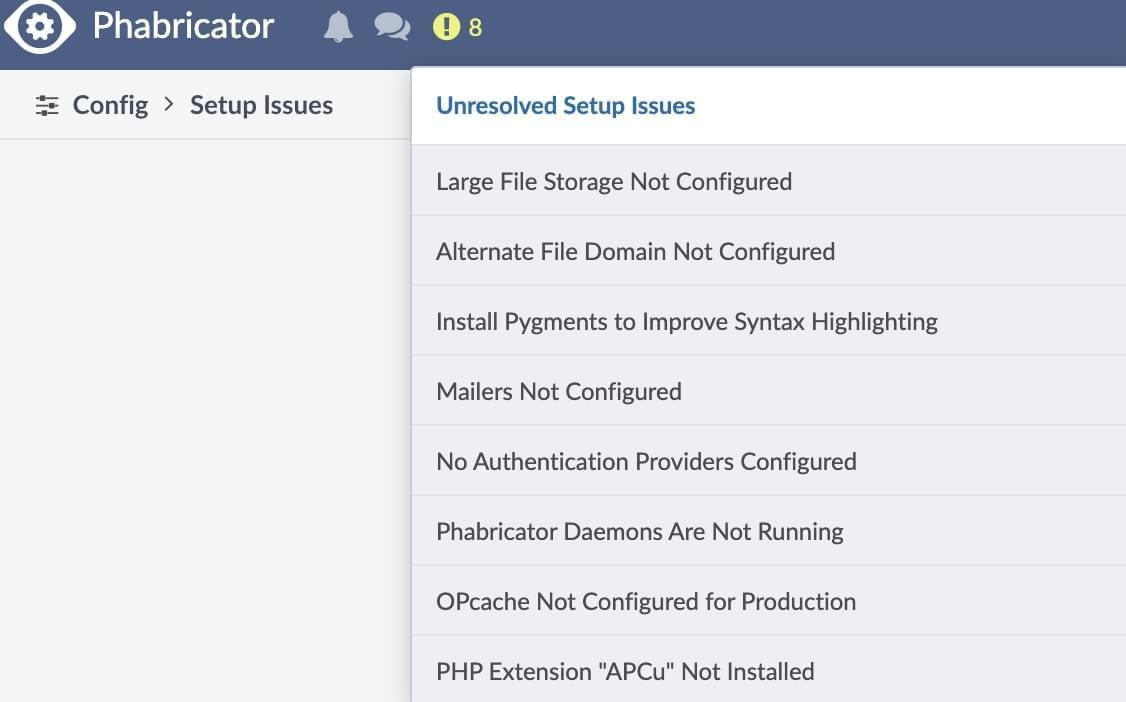 Phabricator 8
Config > Setup Issues
Unresolved Setup Issues
Large File Storage Not Configured
Alternate File Domain Not Configured
Install Pygments to Improve Syntax Highlighting
Mailers Not Configured
No Authentication Providers Configured
Phabricator Daemons Are Not Running
OPcache Not Configured for Production
PHP Extension "APCu" Not Installed